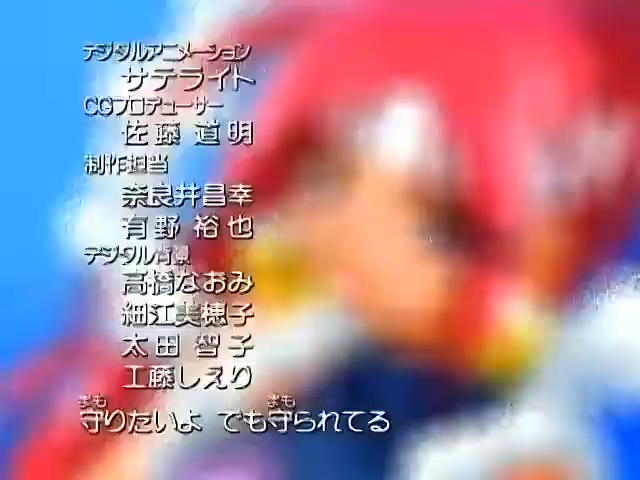 デジタルアニメーション
サテライト
CGプロデューサー
佐藤 道明
制作担当
奈良井昌幸
有野 裕也
デジタル背景
高橋なおみ
細江美穂子
太田 智子
工藤しえり
まも まも
守りたいよ でも守られてる